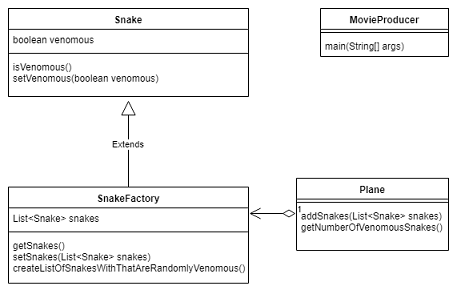 Snake
boolean venomous
isVenomous()
setVenomous(boolean venomous)
MovieProducer
main(String[] args)
Extends
SnakeFactory
List<Snake> snakes
getSnakes()
setSnakes(List<Snake> snakes)
createListOfSnakesWithThatAreRandomlyVenomous()
Plane
1
addSnakes(List<Snake> snakes)
getNumberOfVenomousSnakes()